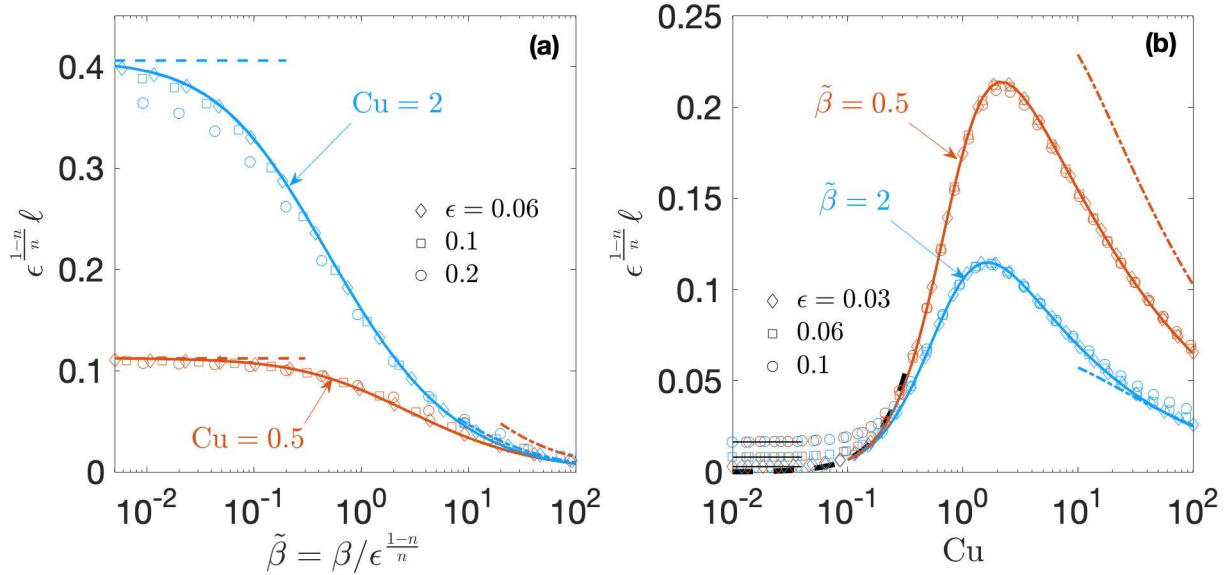 (a)
0.4
0.3
0.2
0.1
0
10^{-2}
10^{-1}
10^{0}
10^{1}
10^{2}
ϵ^{\frac{1-n}{n}} ℓ
β̃ = β/ϵ^{\frac{1-n}{n}}
Cu = 2
Cu = 0.5
ϵ = 0.06
0.1
0.2
(b)
0.25
0.2
0.15
0.1
0.05
0
10^{-2}
10^{-1}
10^{0}
10^{1}
10^{2}
ϵ^{\frac{1-n}{n}} ℓ
Cu
β̃ = 0.5
β̃ = 2
ϵ = 0.03
0.06
0.1